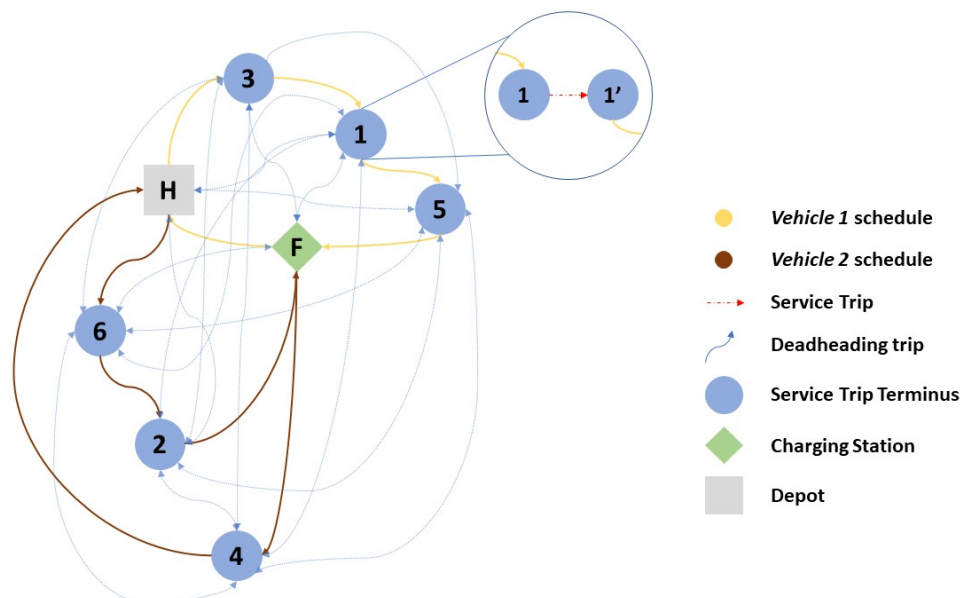 3
1
1
1’
H
5
F
6
2
4
Vehicle 1 schedule
Vehicle 2 schedule
Service Trip
Deadheading trip
Service Trip Terminus
Charging Station
Depot